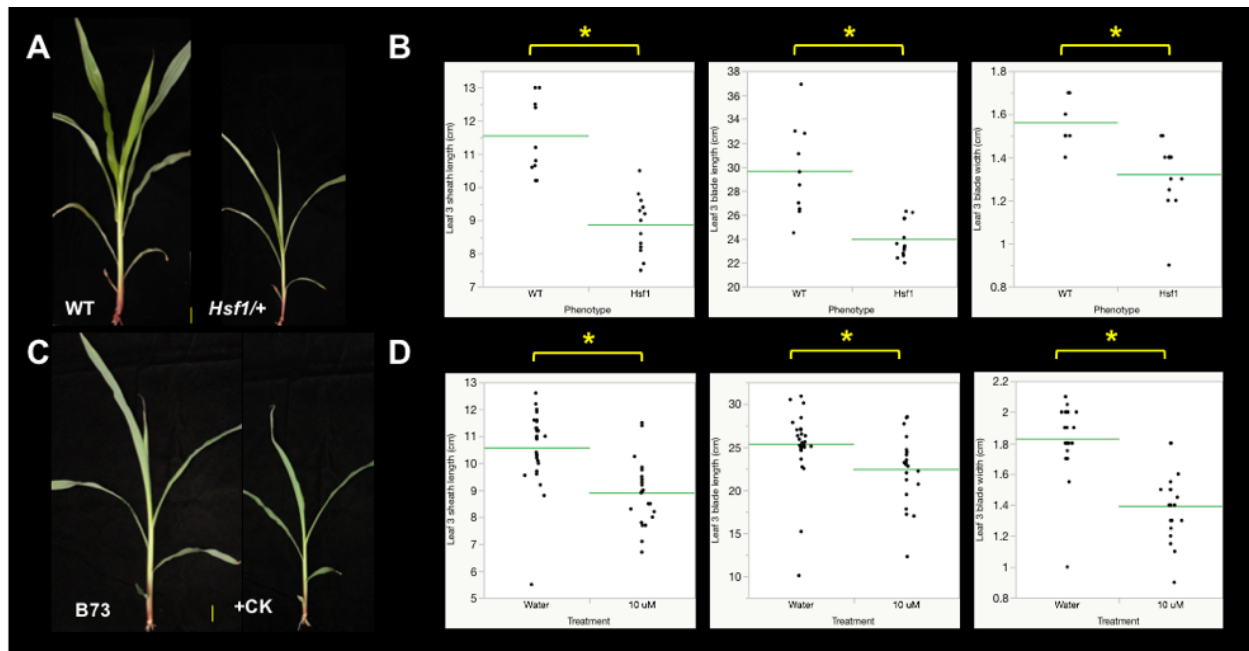 A
WT
Hsf1/+
B
*
*
*
Leaf 3 sheath length (cm)
13
12
11
10
9
8
7
WT
Hsf1
Phenotype
Leaf 3 blade length (cm)
38
36
34
32
30
28
26
24
22
20
WT
Hsf1
Phenotype
Leaf 3 blade width (cm)
1.8
1.6
1.4
1.2
1
0.8
WT
Hsf1
Phenotype
C
B73
+CK
D
*
*
*
Leaf 3 sheath length (cm)
13
12
11
10
9
8
7
6
5
Water
10 uM
Treatment
Leaf 3 blade length (cm)
30
25
20
15
10
Water
10 uM
Treatment
Leaf 3 blade width (cm)
2.2
2
1.8
1.6
1.4
1.2
1
0.8
Water
10 uM
Treatment